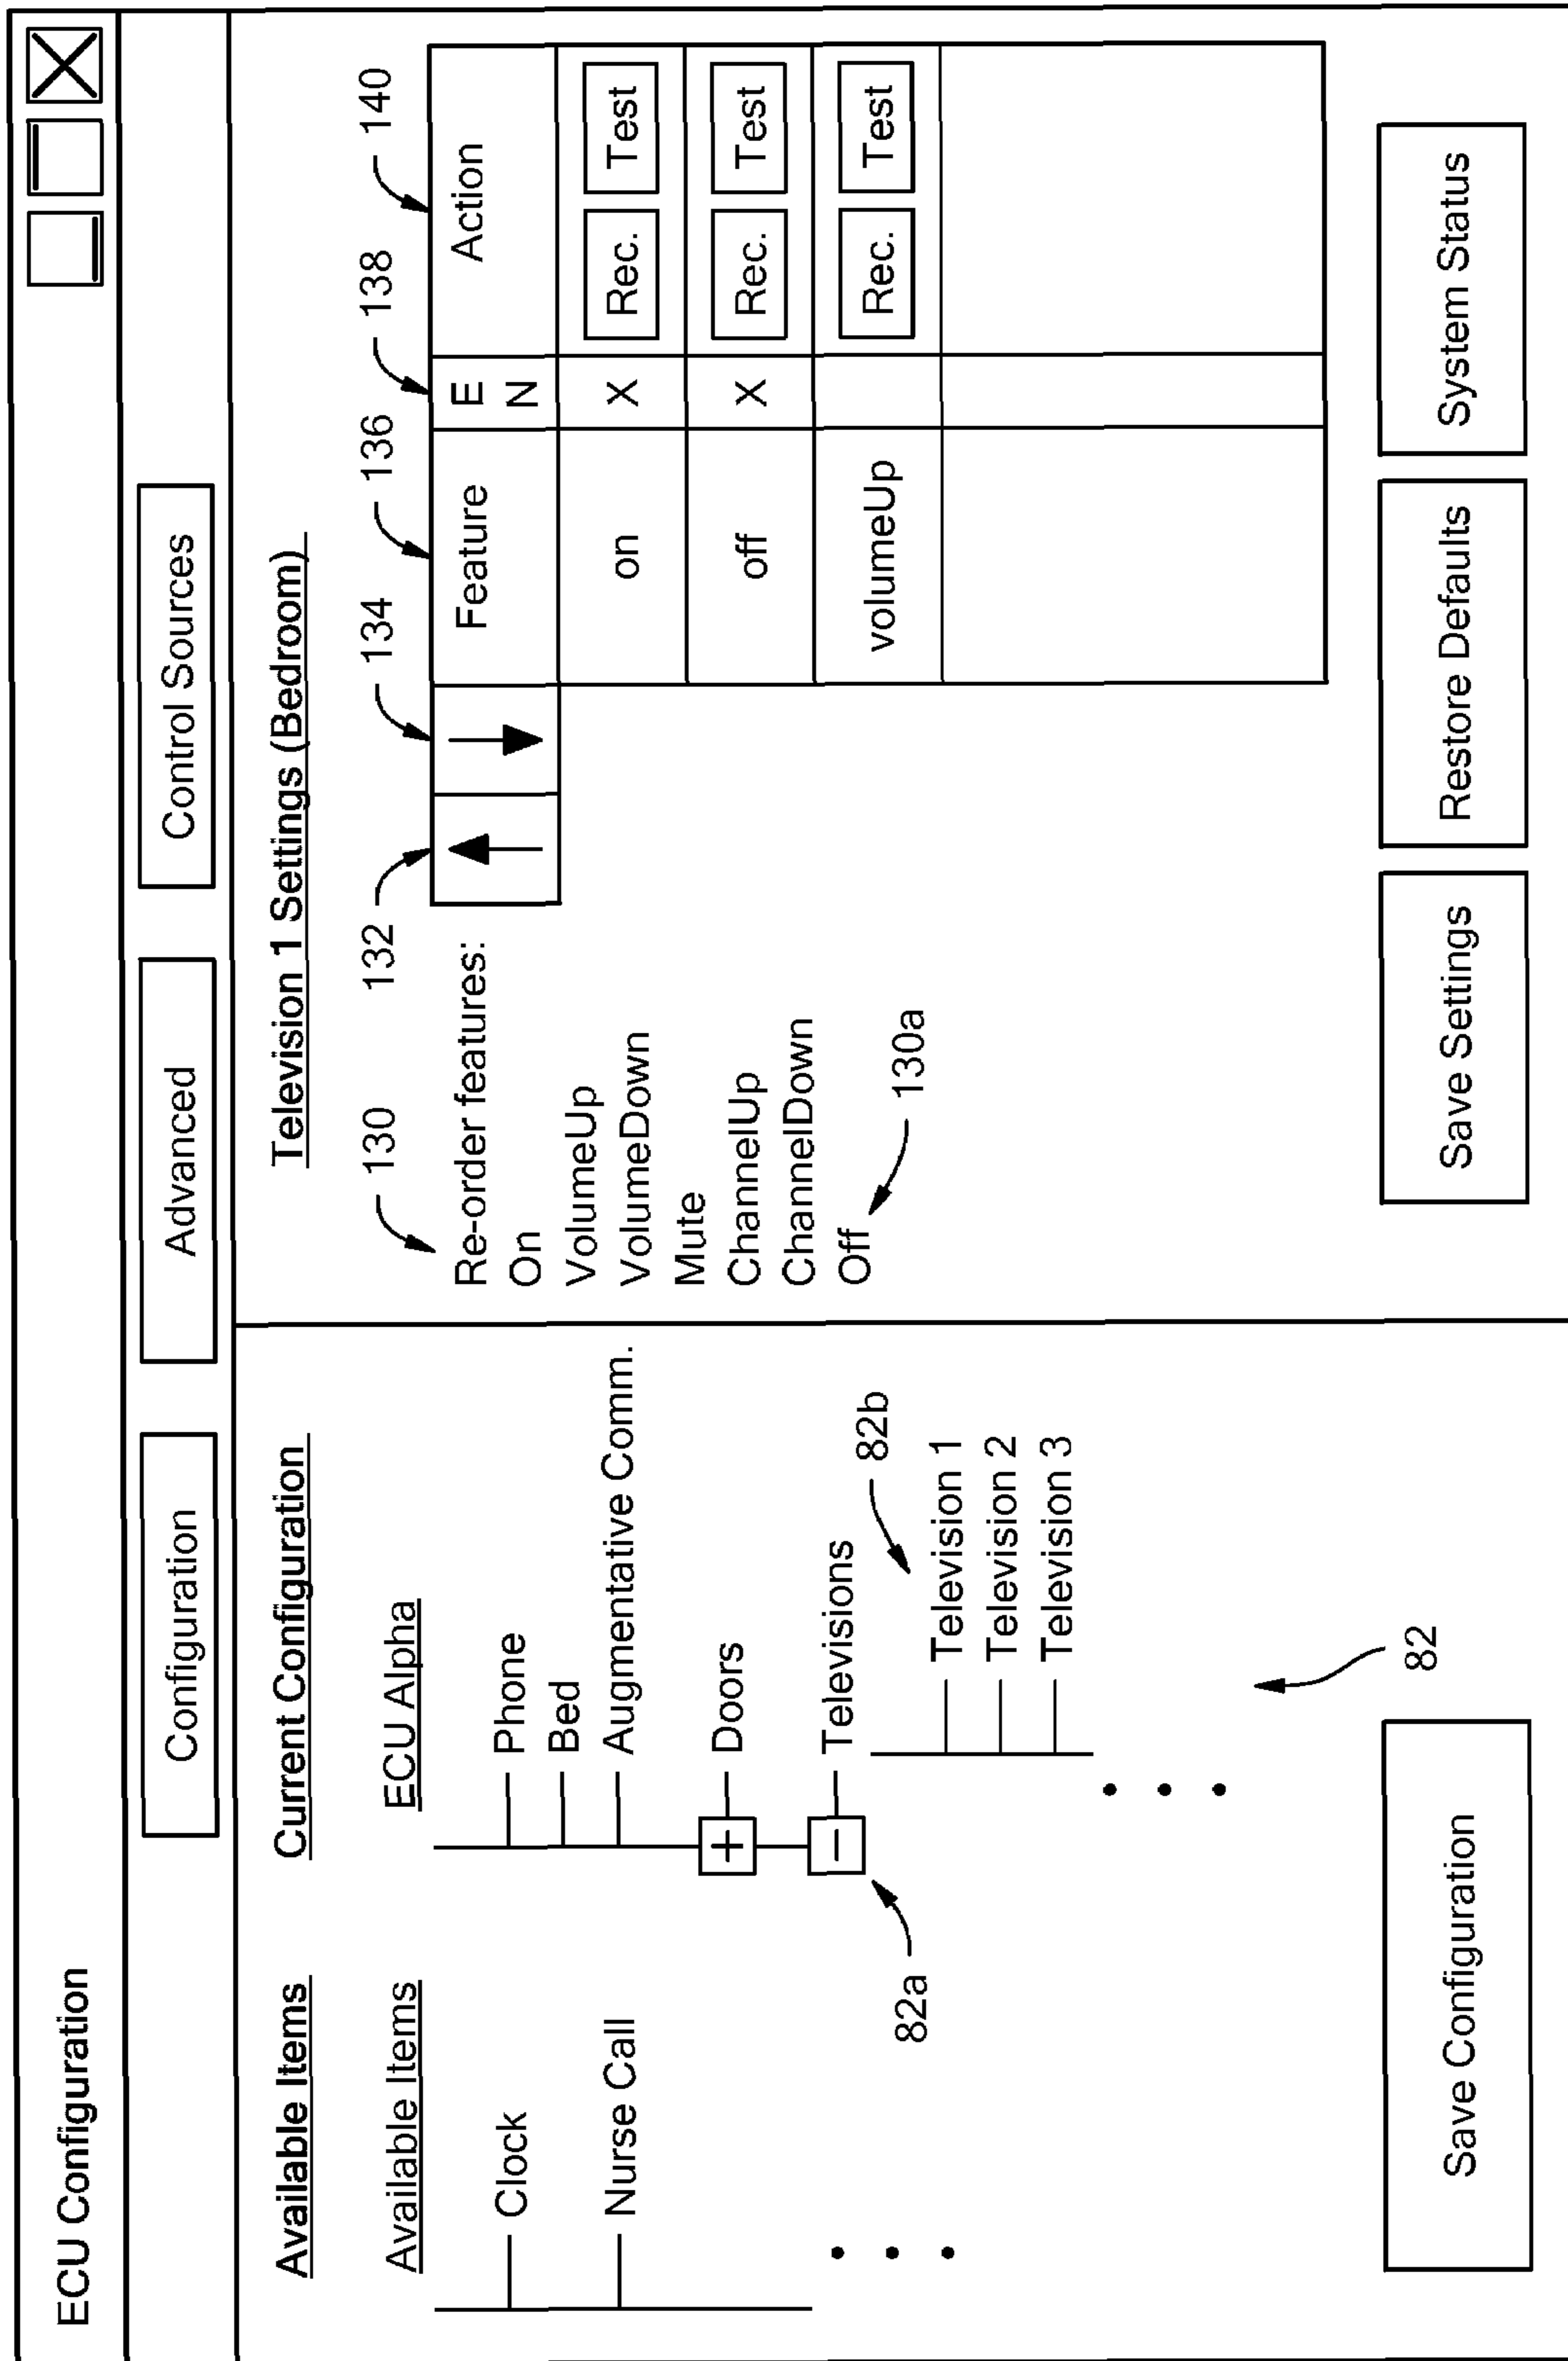 ECU Configuration
Configuration
Advanced
Control Sources
Available Items
Available Items
Clock
Nurse Call
Current Configuration
ECU Alpha
Phone
Bed
Augmentative Comm.
+ Doors
− Televisions
82a
82b
Television 1
Television 2
Television 3
82
Save Configuration
Television 1 Settings (Bedroom)
130
132
134
136
138
140
Re-order features:
On
VolumeUp
VolumeDown
Mute
ChannelUp
ChannelDown
Off
130a
Feature
E
N
Action
on X Rec. Test
off X Rec. Test
volumeUp Rec. Test
Save Settings
Restore Defaults
System Status